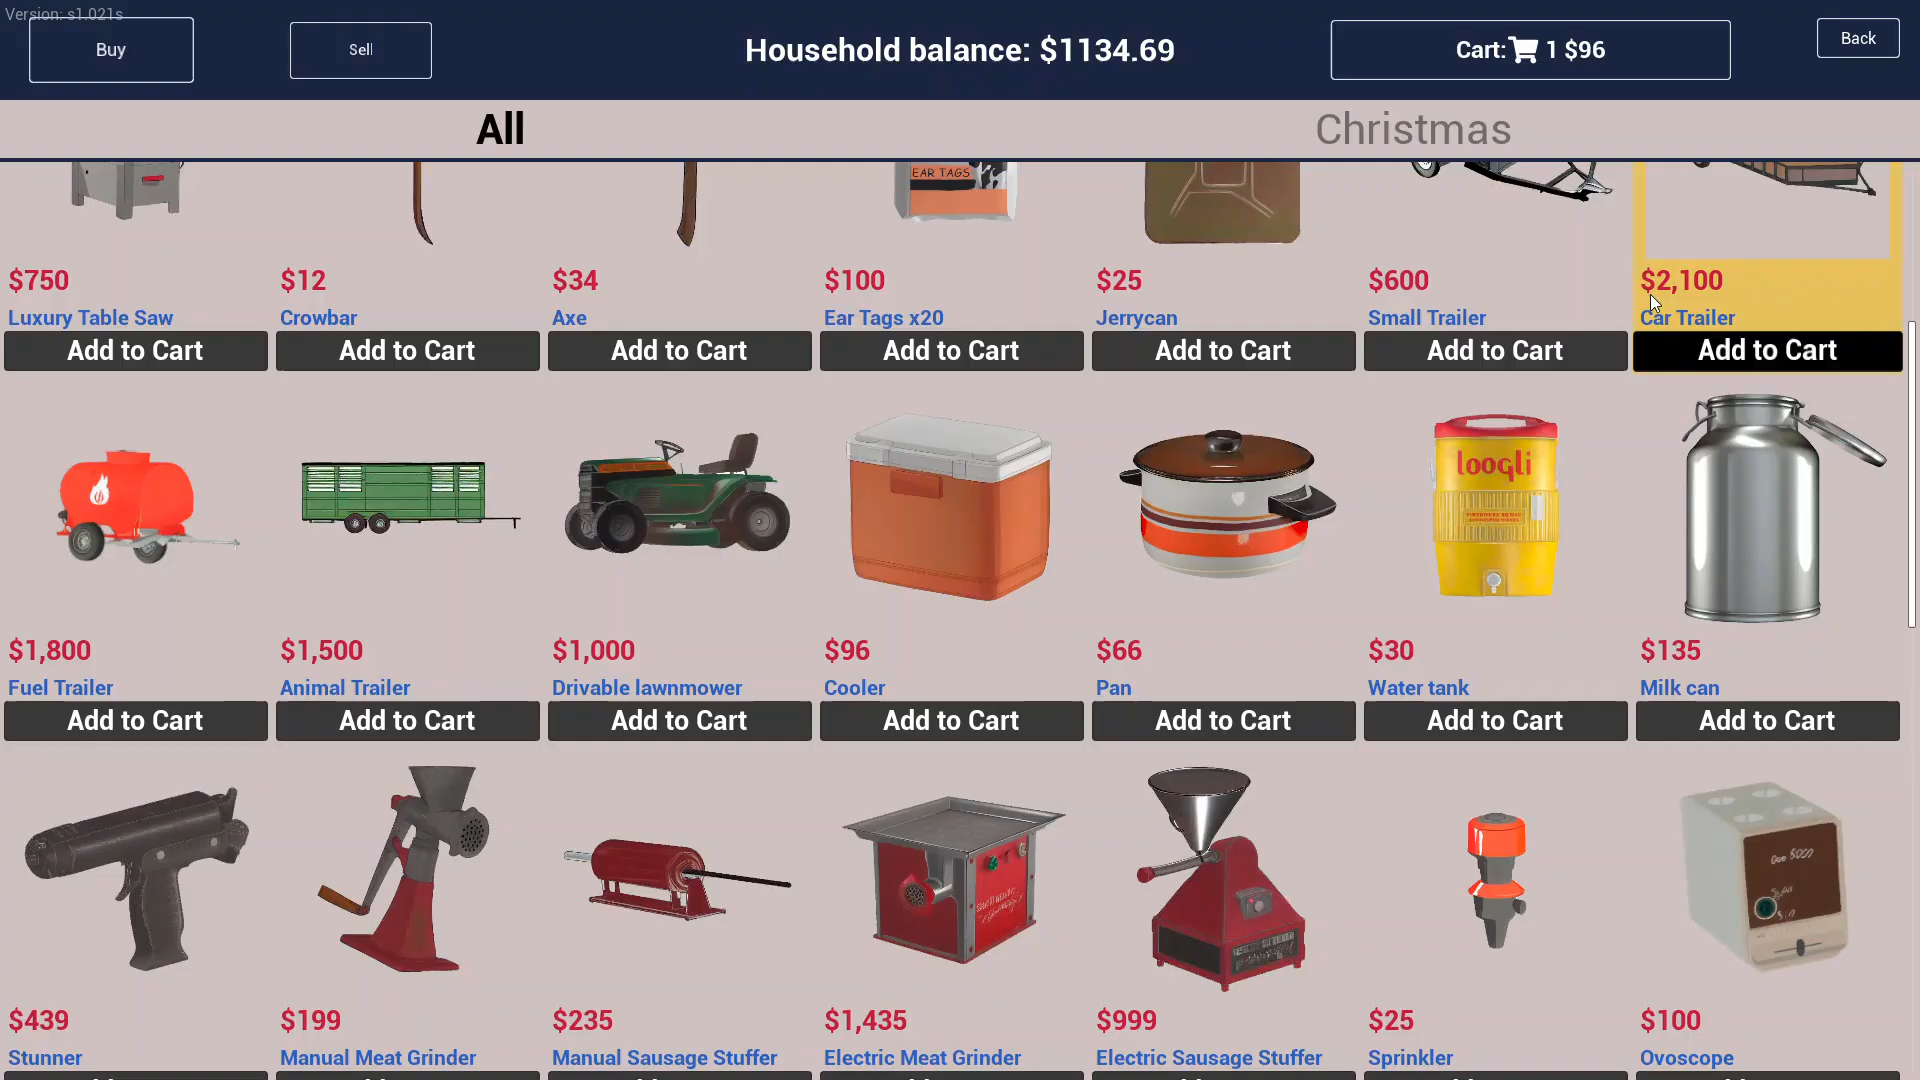 Version: s1.021s
Buy
Sell
Household balance: $1134.69
Cart: 1 $96
Back
All
Christmas
EAR TAGS
$750
$12
$34
$100
$25
$600
$2,100
Luxury Table Saw
Crowbar
Axe
Ear Tags x20
Jerrycan
Small Trailer
Car Trailer
Add to Cart
Add to Cart
Add to Cart
Add to Cart
Add to Cart
Add to Cart
Add to Cart
loogli
$1,800
$1,500
$1,000
$96
$66
$30
$135
Fuel Trailer
Animal Trailer
Drivable lawnmower
Cooler
Pan
Water tank
Milk can
Add to Cart
Add to Cart
Add to Cart
Add to Cart
Add to Cart
Add to Cart
Add to Cart
$439
$199
$235
$1,435
$999
$25
$100
Stunner
Manual Meat Grinder
Manual Sausage Stuffer
Electric Meat Grinder
Electric Sausage Stuffer
Sprinkler
Ovoscope